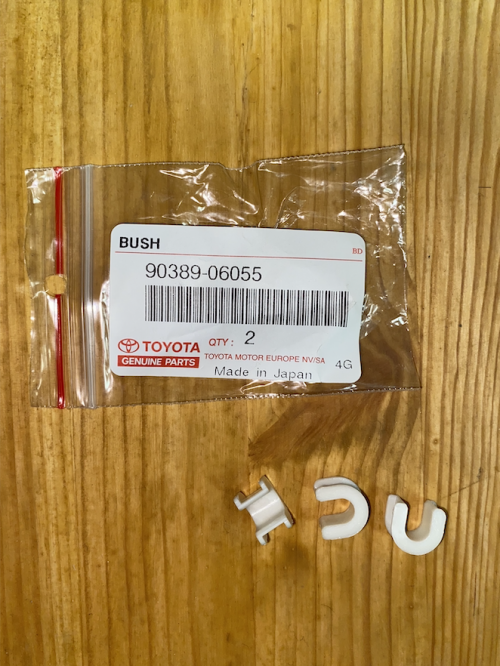 BUSH
BD
90389-06055
TOYOTA QTY: 2
GENUINE PARTS TOYOTA MOTOR EUROPE NV/SA 4G
Made in Japan